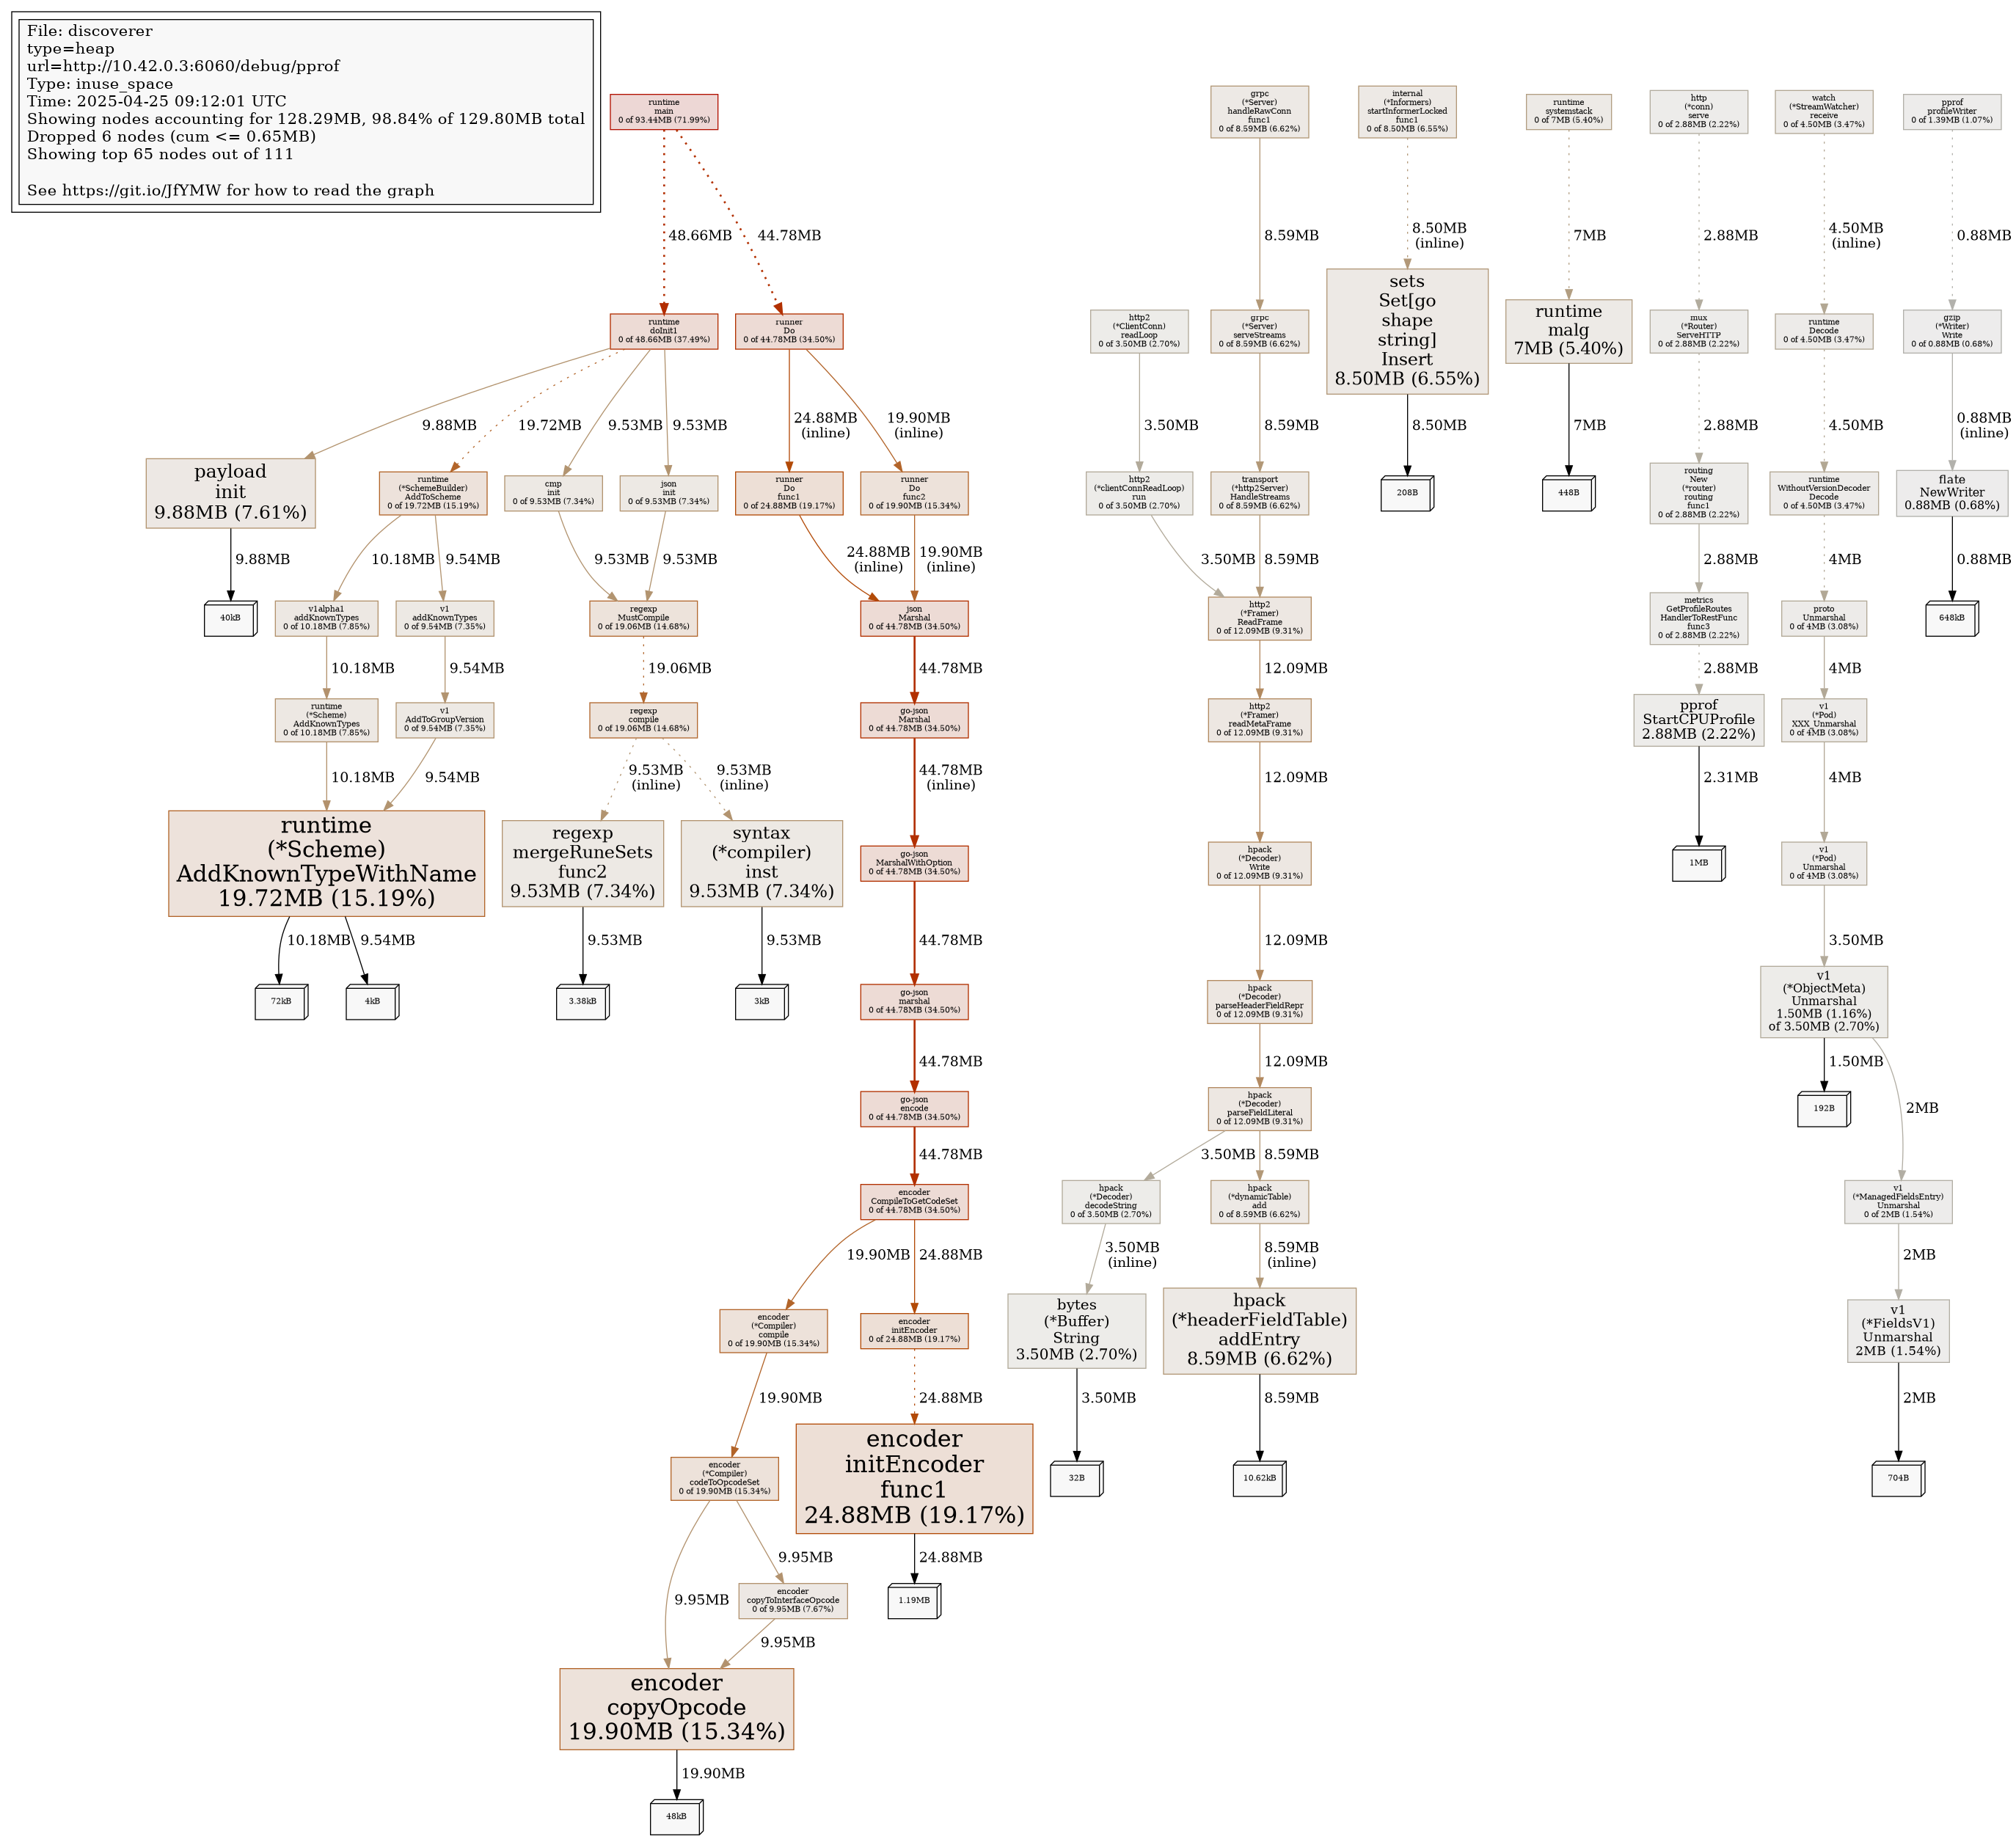 File: discoverer
type=heap
url=http://10.42.0.3:6060/debug/pprof
Type: inuse_space
Time: 2025-04-25 09:12:01 UTC
Showing nodes accounting for 128.29MB, 98.84% of 129.80MB total
Dropped 6 nodes (cum <= 0.65MB)
Showing top 65 nodes out of 111
See https://git.io/JfYMW for how to read the graph
runtime
main
0 of 93.44MB (71.99%)
48.66MB
44.78MB
runtime
doInit1
0 of 48.66MB (37.49%)
runner
Do
0 of 44.78MB (34.50%)
9.88MB
19.72MB
9.53MB
9.53MB
24.88MB
(inline)
19.90MB
(inline)
payload
init
9.88MB (7.61%)
9.88MB
40kB
runtime
(*SchemeBuilder)
AddToScheme
0 of 19.72MB (15.19%)
10.18MB
9.54MB
v1alpha1
addKnownTypes
0 of 10.18MB (7.85%)
v1
addKnownTypes
0 of 9.54MB (7.35%)
10.18MB
9.54MB
runtime
(*Scheme)
AddKnownTypes
0 of 10.18MB (7.85%)
v1
AddToGroupVersion
0 of 9.54MB (7.35%)
10.18MB
9.54MB
runtime
(*Scheme)
AddKnownTypeWithName
19.72MB (15.19%)
10.18MB
9.54MB
72kB
4kB
cmp
init
0 of 9.53MB (7.34%)
json
init
0 of 9.53MB (7.34%)
9.53MB
9.53MB
regexp
MustCompile
0 of 19.06MB (14.68%)
19.06MB
regexp
compile
0 of 19.06MB (14.68%)
9.53MB
(inline)
9.53MB
(inline)
regexp
mergeRuneSets
func2
9.53MB (7.34%)
syntax
(*compiler)
inst
9.53MB (7.34%)
9.53MB
9.53MB
3.38kB
3kB
runner
Do
func1
0 of 24.88MB (19.17%)
runner
Do
func2
0 of 19.90MB (15.34%)
24.88MB
(inline)
19.90MB
(inline)
json
Marshal
0 of 44.78MB (34.50%)
44.78MB
go-json
Marshal
0 of 44.78MB (34.50%)
44.78MB
(inline)
go-json
MarshalWithOption
0 of 44.78MB (34.50%)
44.78MB
go-json
marshal
0 of 44.78MB (34.50%)
44.78MB
go-json
encode
0 of 44.78MB (34.50%)
44.78MB
encoder
CompileToGetCodeSet
0 of 44.78MB (34.50%)
19.90MB
24.88MB
encoder
(*Compiler)
compile
0 of 19.90MB (15.34%)
encoder
initEncoder
0 of 24.88MB (19.17%)
19.90MB
24.88MB
encoder
(*Compiler)
codeToOpcodeSet
0 of 19.90MB (15.34%)
encoder
initEncoder
func1
24.88MB (19.17%)
9.95MB
9.95MB
24.88MB
encoder
copyToInterfaceOpcode
0 of 9.95MB (7.67%)
1.19MB
9.95MB
encoder
copyOpcode
19.90MB (15.34%)
19.90MB
48kB
grpc
(*Server)
handleRawConn
func1
0 of 8.59MB (6.62%)
8.59MB
http2
(*ClientConn)
readLoop
0 of 3.50MB (2.70%)
grpc
(*Server)
serveStreams
0 of 8.59MB (6.62%)
3.50MB
8.59MB
http2
(*clientConnReadLoop)
run
0 of 3.50MB (2.70%)
transport
(*http2Server)
HandleStreams
0 of 8.59MB (6.62%)
3.50MB
8.59MB
http2
(*Framer)
ReadFrame
0 of 12.09MB (9.31%)
12.09MB
http2
(*Framer)
readMetaFrame
0 of 12.09MB (9.31%)
12.09MB
hpack
(*Decoder)
Write
0 of 12.09MB (9.31%)
12.09MB
hpack
(*Decoder)
parseHeaderFieldRepr
0 of 12.09MB (9.31%)
12.09MB
hpack
(*Decoder)
parseFieldLiteral
0 of 12.09MB (9.31%)
3.50MB
8.59MB
hpack
(*Decoder)
decodeString
0 of 3.50MB (2.70%)
hpack
(*dynamicTable)
add
0 of 8.59MB (6.62%)
3.50MB
(inline)
8.59MB
(inline)
bytes
(*Buffer)
String
3.50MB (2.70%)
hpack
(*headerFieldTable)
addEntry
8.59MB (6.62%)
3.50MB
8.59MB
32B
10.62kB
internal
(*Informers)
startInformerLocked
func1
0 of 8.50MB (6.55%)
8.50MB
(inline)
sets
Set[go
shape
string]
Insert
8.50MB (6.55%)
8.50MB
208B
runtime
systemstack
0 of 7MB (5.40%)
7MB
runtime
malg
7MB (5.40%)
7MB
448B
http
(*conn)
serve
0 of 2.88MB (2.22%)
2.88MB
mux
(*Router)
ServeHTTP
0 of 2.88MB (2.22%)
2.88MB
routing
New
(*router)
routing
func1
0 of 2.88MB (2.22%)
2.88MB
metrics
GetProfileRoutes
HandlerToRestFunc
func3
0 of 2.88MB (2.22%)
2.88MB
pprof
StartCPUProfile
2.88MB (2.22%)
2.31MB
1MB
watch
(*StreamWatcher)
receive
0 of 4.50MB (3.47%)
4.50MB
(inline)
runtime
Decode
0 of 4.50MB (3.47%)
4.50MB
runtime
WithoutVersionDecoder
Decode
0 of 4.50MB (3.47%)
4MB
proto
Unmarshal
0 of 4MB (3.08%)
4MB
v1
(*Pod)
XXX_Unmarshal
0 of 4MB (3.08%)
4MB
v1
(*Pod)
Unmarshal
0 of 4MB (3.08%)
3.50MB
v1
(*ObjectMeta)
Unmarshal
1.50MB (1.16%)
of 3.50MB (2.70%)
1.50MB
2MB
192B
v1
(*ManagedFieldsEntry)
Unmarshal
0 of 2MB (1.54%)
2MB
v1
(*FieldsV1)
Unmarshal
2MB (1.54%)
2MB
704B
pprof
profileWriter
0 of 1.39MB (1.07%)
0.88MB
gzip
(*Writer)
Write
0 of 0.88MB (0.68%)
0.88MB
(inline)
flate
NewWriter
0.88MB (0.68%)
0.88MB
648kB